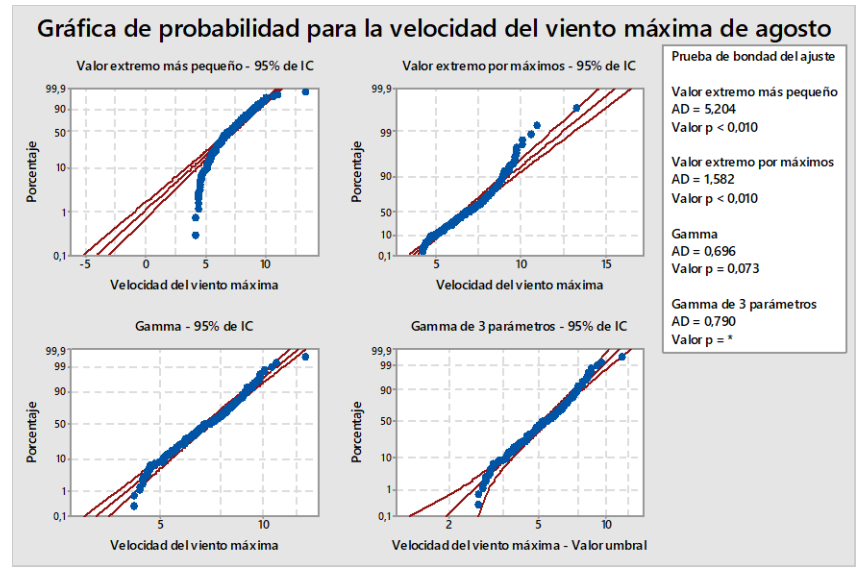 Gráfica de probabilidad para la velocidad del viento máxima de agosto
Valor extremo más pequeño - 95% de IC
99,9
90
50
10
1
0,1
Porcentaje
-5
0
5
10
Velocidad del viento máxima
Valor extremo por máximos - 95% de IC
99,9
99
90
50
10
0,1
Porcentaje
5
10
15
Velocidad del viento máxima
Gamma - 95% de IC
99,9
99
90
50
10
1
0,1
Porcentaje
5
10
Velocidad del viento máxima
Gamma de 3 parámetros - 95% de IC
99,9
99
90
50
10
1
0,1
Porcentaje
2
5
10
Velocidad del viento máxima - Valor umbral
Prueba de bondad del ajuste
Valor extremo más pequeño
AD = 5,204
Valor p < 0,010
Valor extremo por máximos
AD = 1,582
Valor p < 0,010
Gamma
AD = 0,696
Valor p = 0,073
Gamma de 3 parámetros
AD = 0,790
Valor p = *